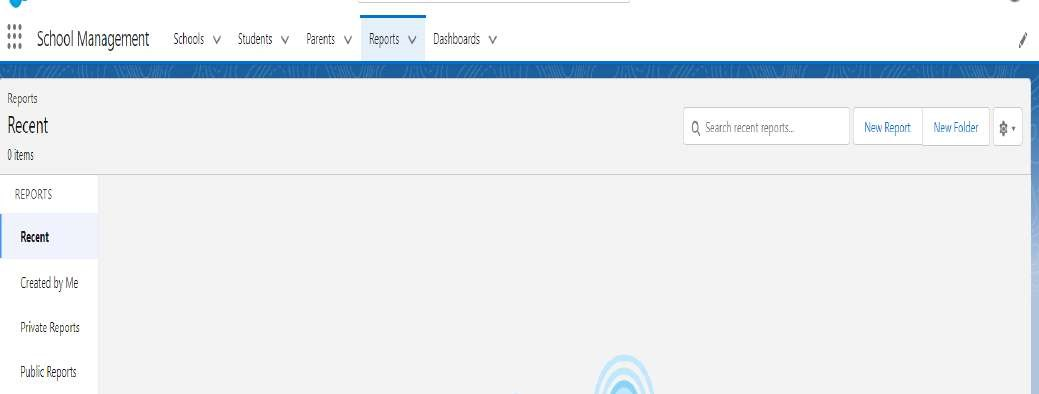 School Management Schools Students Parents Reports Dashboards
Reports
Recent
0 items
Search recent reports... New Report New Folder
REPORTS
Recent
Created by Me
Private Reports
Public Reports